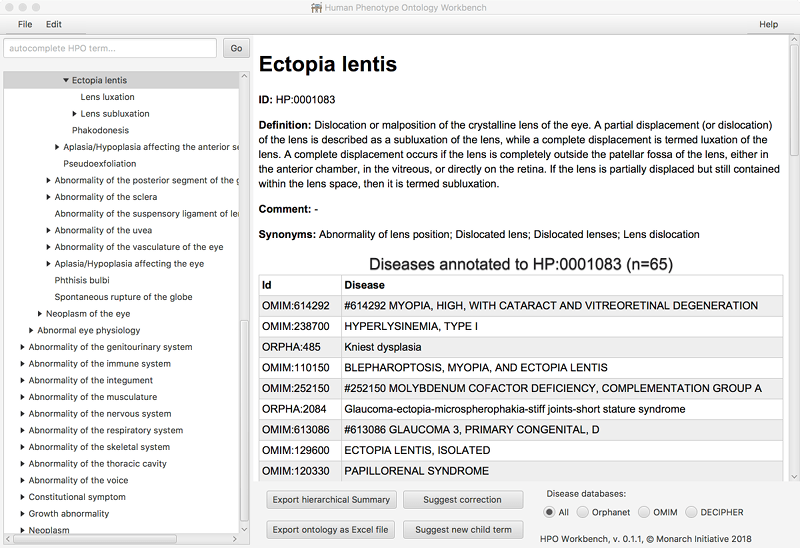 Human Phenotype Ontology Workbench
File Edit Help
autocomplete HPO term... Go
Ectopia lentis
Lens luxation
Lens subluxation
Phakodonesis
Aplasia/Hypoplasia affecting the anterior se
Pseudoexfoliation
Abnormality of the posterior segment of the g
Abnormality of the sclera
Abnormality of the suspensory ligament of le
Abnormality of the uvea
Abnormality of the vasculature of the eye
Aplasia/Hypoplasia affecting the eye
Phthisis bulbi
Spontaneous rupture of the globe
Neoplasm of the eye
Abnormal eye physiology
Abnormality of the genitourinary system
Abnormality of the immune system
Abnormality of the integument
Abnormality of the musculature
Abnormality of the nervous system
Abnormality of the respiratory system
Abnormality of the skeletal system
Abnormality of the thoracic cavity
Abnormality of the voice
Constitutional symptom
Growth abnormality
Neoplasm
Ectopia lentis
ID: HP:0001083
Definition: Dislocation or malposition of the crystalline lens of the eye. A partial displacement (or dislocation)
of the lens is described as a subluxation of the lens, while a complete displacement is termed luxation of the
lens. A complete displacement occurs if the lens is completely outside the patellar fossa of the lens, either in
the anterior chamber, in the vitreous, or directly on the retina. If the lens is partially displaced but still contained
within the lens space, then it is termed subluxation.
Comment: -
Synonyms: Abnormality of lens position; Dislocated lens; Dislocated lenses; Lens dislocation
Diseases annotated to HP:0001083 (n=65)
Id Disease
OMIM:614292 #614292 MYOPIA, HIGH, WITH CATARACT AND VITREORETINAL DEGENERATION
OMIM:238700 HYPERLYSINEMIA, TYPE I
ORPHA:485 Kniest dysplasia
OMIM:110150 BLEPHAROPTOSIS, MYOPIA, AND ECTOPIA LENTIS
OMIM:252150 #252150 MOLYBDENUM COFACTOR DEFICIENCY, COMPLEMENTATION GROUP A
ORPHA:2084 Glaucoma-ectopia-microspherophakia-stiff joints-short stature syndrome
OMIM:613086 #613086 GLAUCOMA 3, PRIMARY CONGENITAL, D
OMIM:129600 ECTOPIA LENTIS, ISOLATED
OMIM:120330 PAPILLORENAL SYNDROME
Export hierarchical Summary Suggest correction
Export ontology as Excel file Suggest new child term
Disease databases:
All Orphanet OMIM DECIPHER
HPO Workbench, v. 0.1.1, © Monarch Initiative 2018